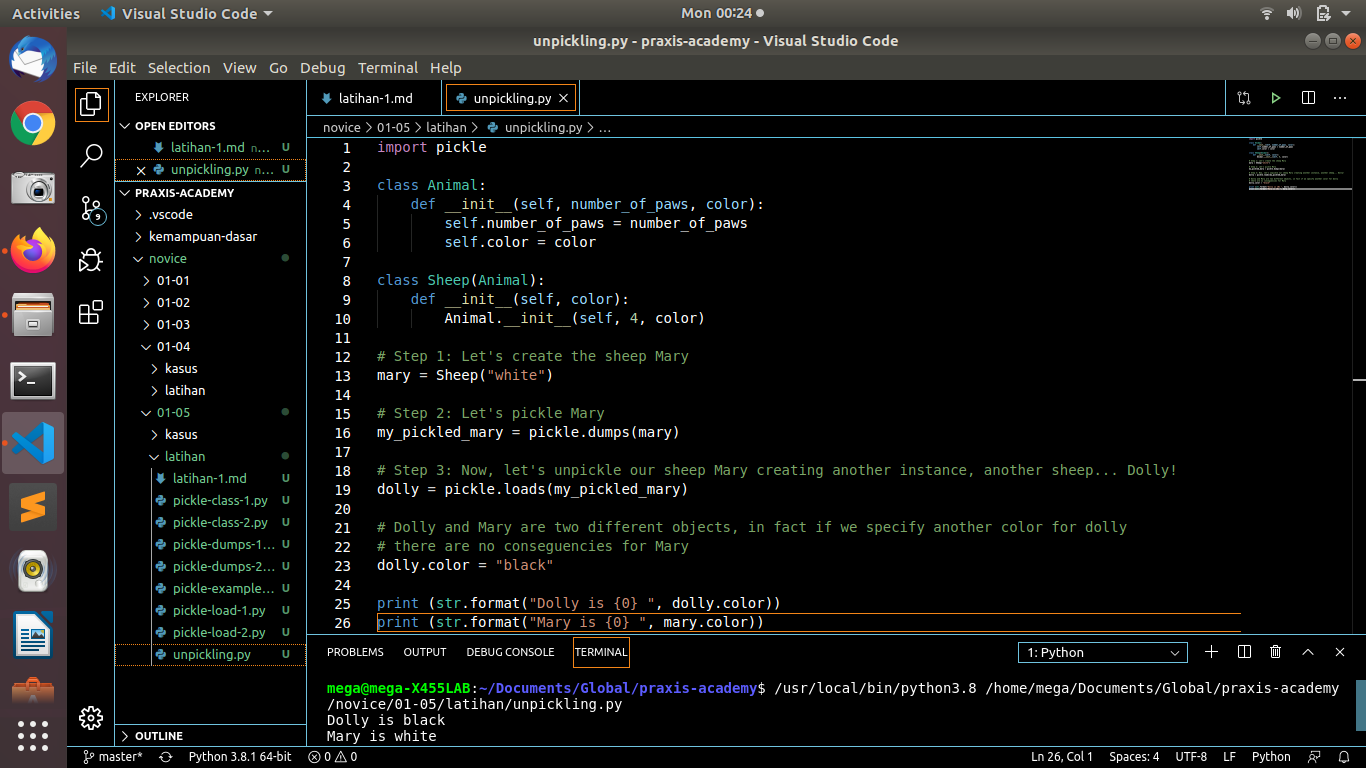 Activities Visual Studio Code Mon 00:24
unpickling.py - praxis-academy - Visual Studio Code
File Edit Selection View Go Debug Terminal Help
EXPLORER
OPEN EDITORS
latihan-1.md n... U
unpickling.py n... U
PRAXIS-ACADEMY
.vscode
kemampuan-dasar
novice
01-01
01-02
01-03
01-04
kasus
latihan
01-05
kasus
latihan
latihan-1.md U
pickle-class-1.py U
pickle-class-2.py U
pickle-dumps-1... U
pickle-dumps-2... U
pickle-example... U
pickle-load-1.py U
pickle-load-2.py U
unpickling.py U
OUTLINE
9
latihan-1.md unpickling.py
novice > 01-05 > latihan > unpickling.py > ...
1 import pickle
2
3 class Animal:
4 def __init__(self, number_of_paws, color):
5 self.number_of_paws = number_of_paws
6 self.color = color
7
8 class Sheep(Animal):
9 def __init__(self, color):
10 Animal.__init__(self, 4, color)
11
12 # Step 1: Let's create the sheep Mary
13 mary = Sheep("white")
14
15 # Step 2: Let's pickle Mary
16 my_pickled_mary = pickle.dumps(mary)
17
18 # Step 3: Now, let's unpickle our sheep Mary creating another instance, another sheep... Dolly!
19 dolly = pickle.loads(my_pickled_mary)
20
21 # Dolly and Mary are two different objects, in fact if we specify another color for dolly
22 # there are no conseguencies for Mary
23 dolly.color = "black"
24
25 print (str.format("Dolly is {0} ", dolly.color))
26 print (str.format("Mary is {0} ", mary.color))
PROBLEMS OUTPUT DEBUG CONSOLE TERMINAL 1: Python
mega@mega-X455LAB:~/Documents/Global/praxis-academy$ /usr/local/bin/python3.8 /home/mega/Documents/Global/praxis-academy
/novice/01-05/latihan/unpickling.py
Dolly is black
Mary is white
master* Python 3.8.1 64-bit 0 0 Ln 26, Col 1 Spaces: 4 UTF-8 LF Python